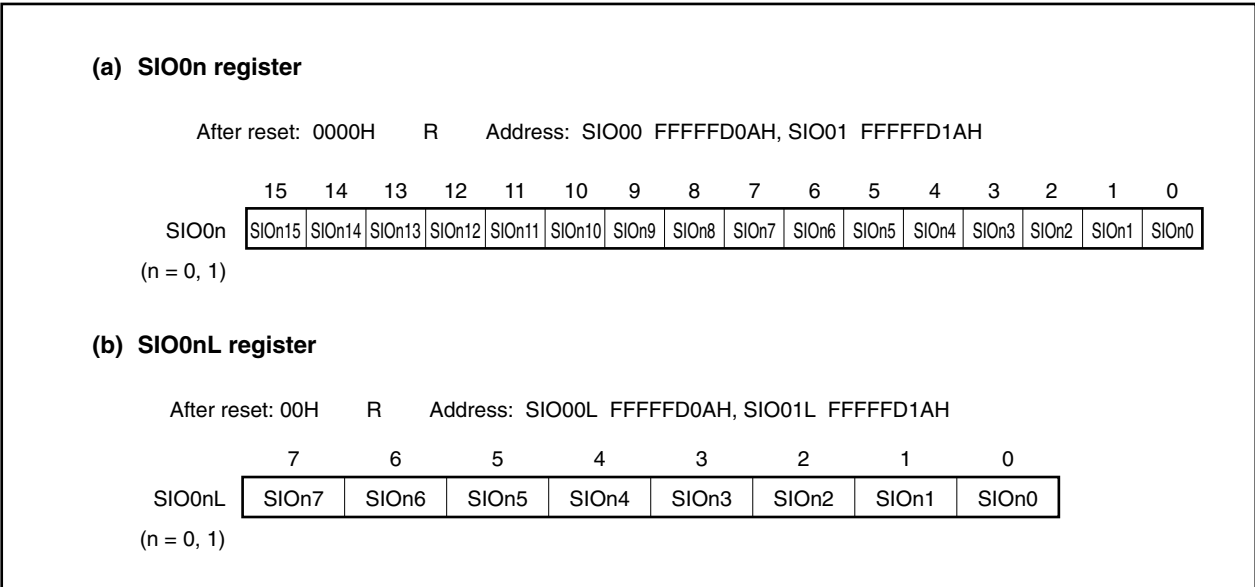 (a) SIO0n register
After reset: 0000H R Address: SIO00 FFFFFD0AH, SIO01 FFFFFD1AH
15 14 13 12 11 10 9 8 7 6 5 4 3 2 1 0
SIO0n SIOn15 SIOn14 SIOn13 SIOn12 SIOn11 SIOn10 SIOn9 SIOn8 SIOn7 SIOn6 SIOn5 SIOn4 SIOn3 SIOn2 SIOn1 SIOn0
(n = 0, 1)
(b) SIO0nL register
After reset: 00H R Address: SIO00L FFFFFD0AH, SIO01L FFFFFD1AH
7 6 5 4 3 2 1 0
SIO0nL SIOn7 SIOn6 SIOn5 SIOn4 SIOn3 SIOn2 SIOn1 SIOn0
(n = 0, 1)